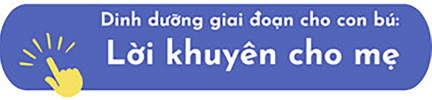 Dinh dưỡng giai đoạn cho con bú:
Lời khuyên cho mẹ